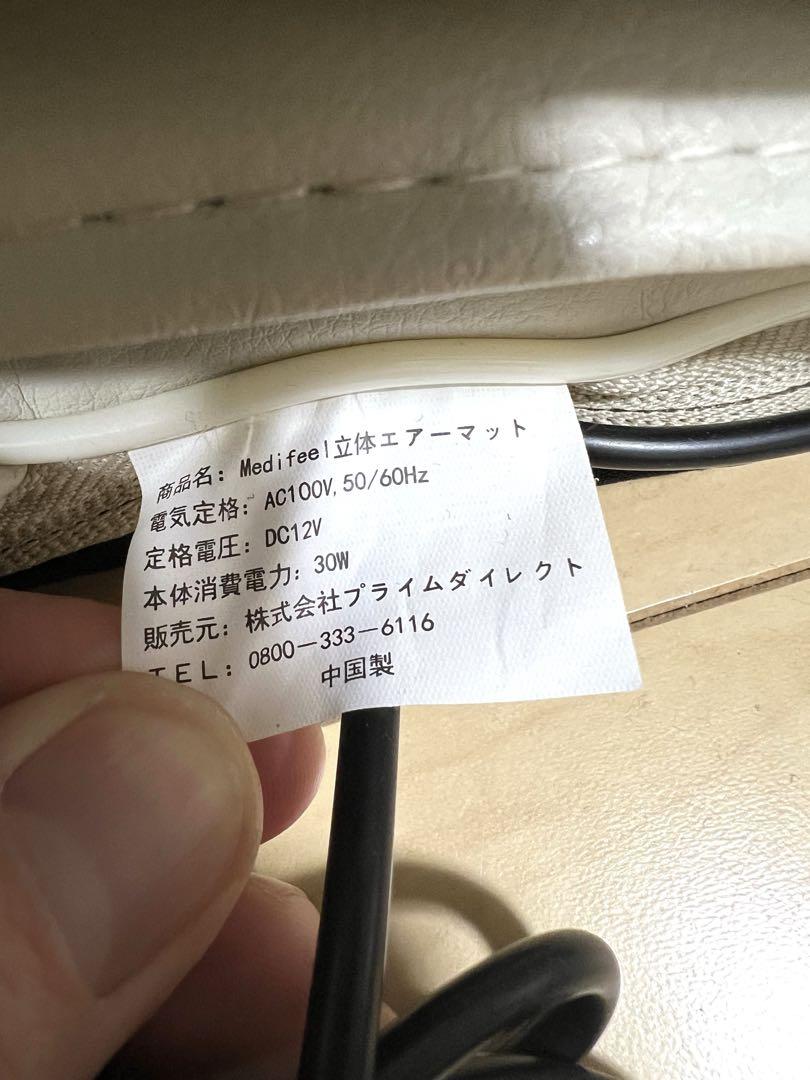 商品名：Medifeel立体エアーマット
電気定格：AC100V,50/60Hz
定格電圧：DC12V
本体消費電力：30W
販売元：株式会社プライムダイレクト
TEL：0800-333-6116
中国製